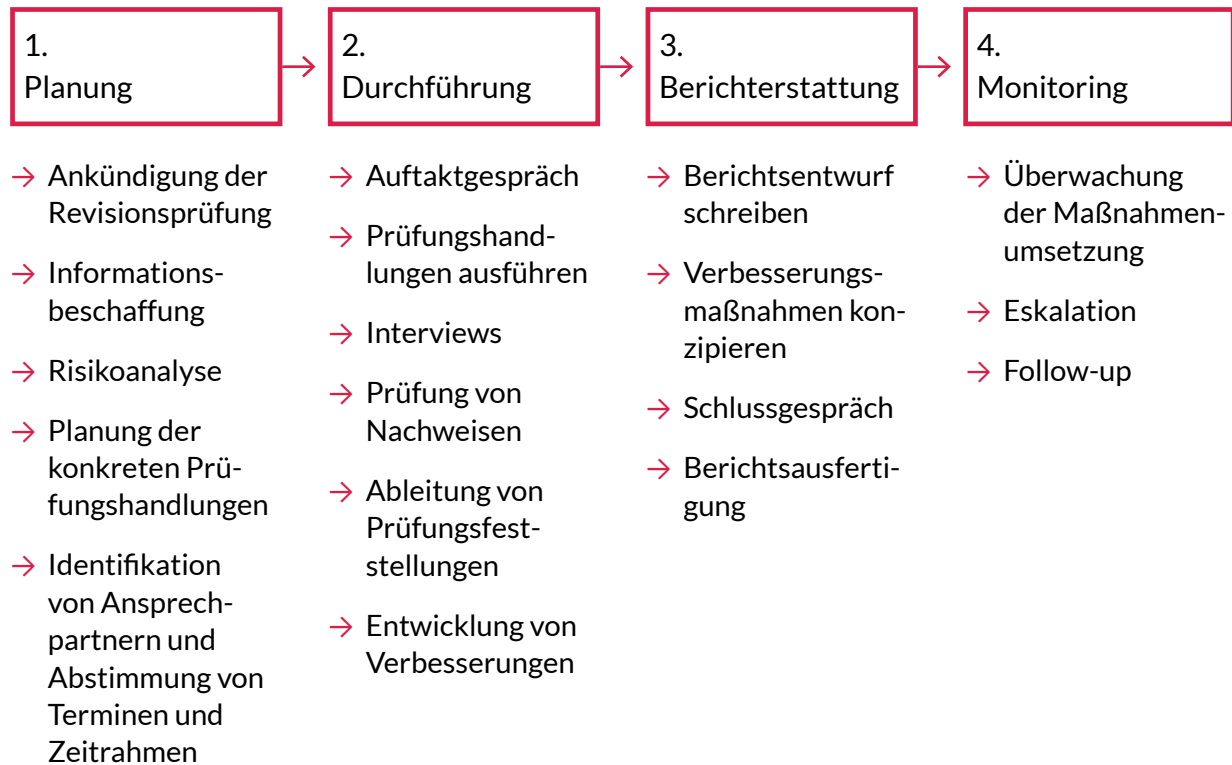 1.
Planung
2.
Durchführung
3.
Berichterstattung
4.
Monitoring
→ Ankündigung der
Revisionsprüfung
→ Informations-
beschaffung
→ Risikoanalyse
→ Planung der
konkreten Prü-
fungshandlungen
→ Identifikation
von Ansprech-
partnern und
Abstimmung von
Terminen und
Zeitrahmen
→ Auftaktgespräch
→ Prüfungshand-
lungen ausführen
→ Interviews
→ Prüfung von
Nachweisen
→ Ableitung von
Prüfungsfest-
stellungen
→ Entwicklung von
Verbesserungen
→ Berichtsentwurf
schreiben
→ Verbesserungs-
maßnahmen kon-
zipieren
→ Schlussgespräch
→ Berichtsausferti-
gung
→ Überwachung
der Maßnahmen-
umsetzung
→ Eskalation
→ Follow-up